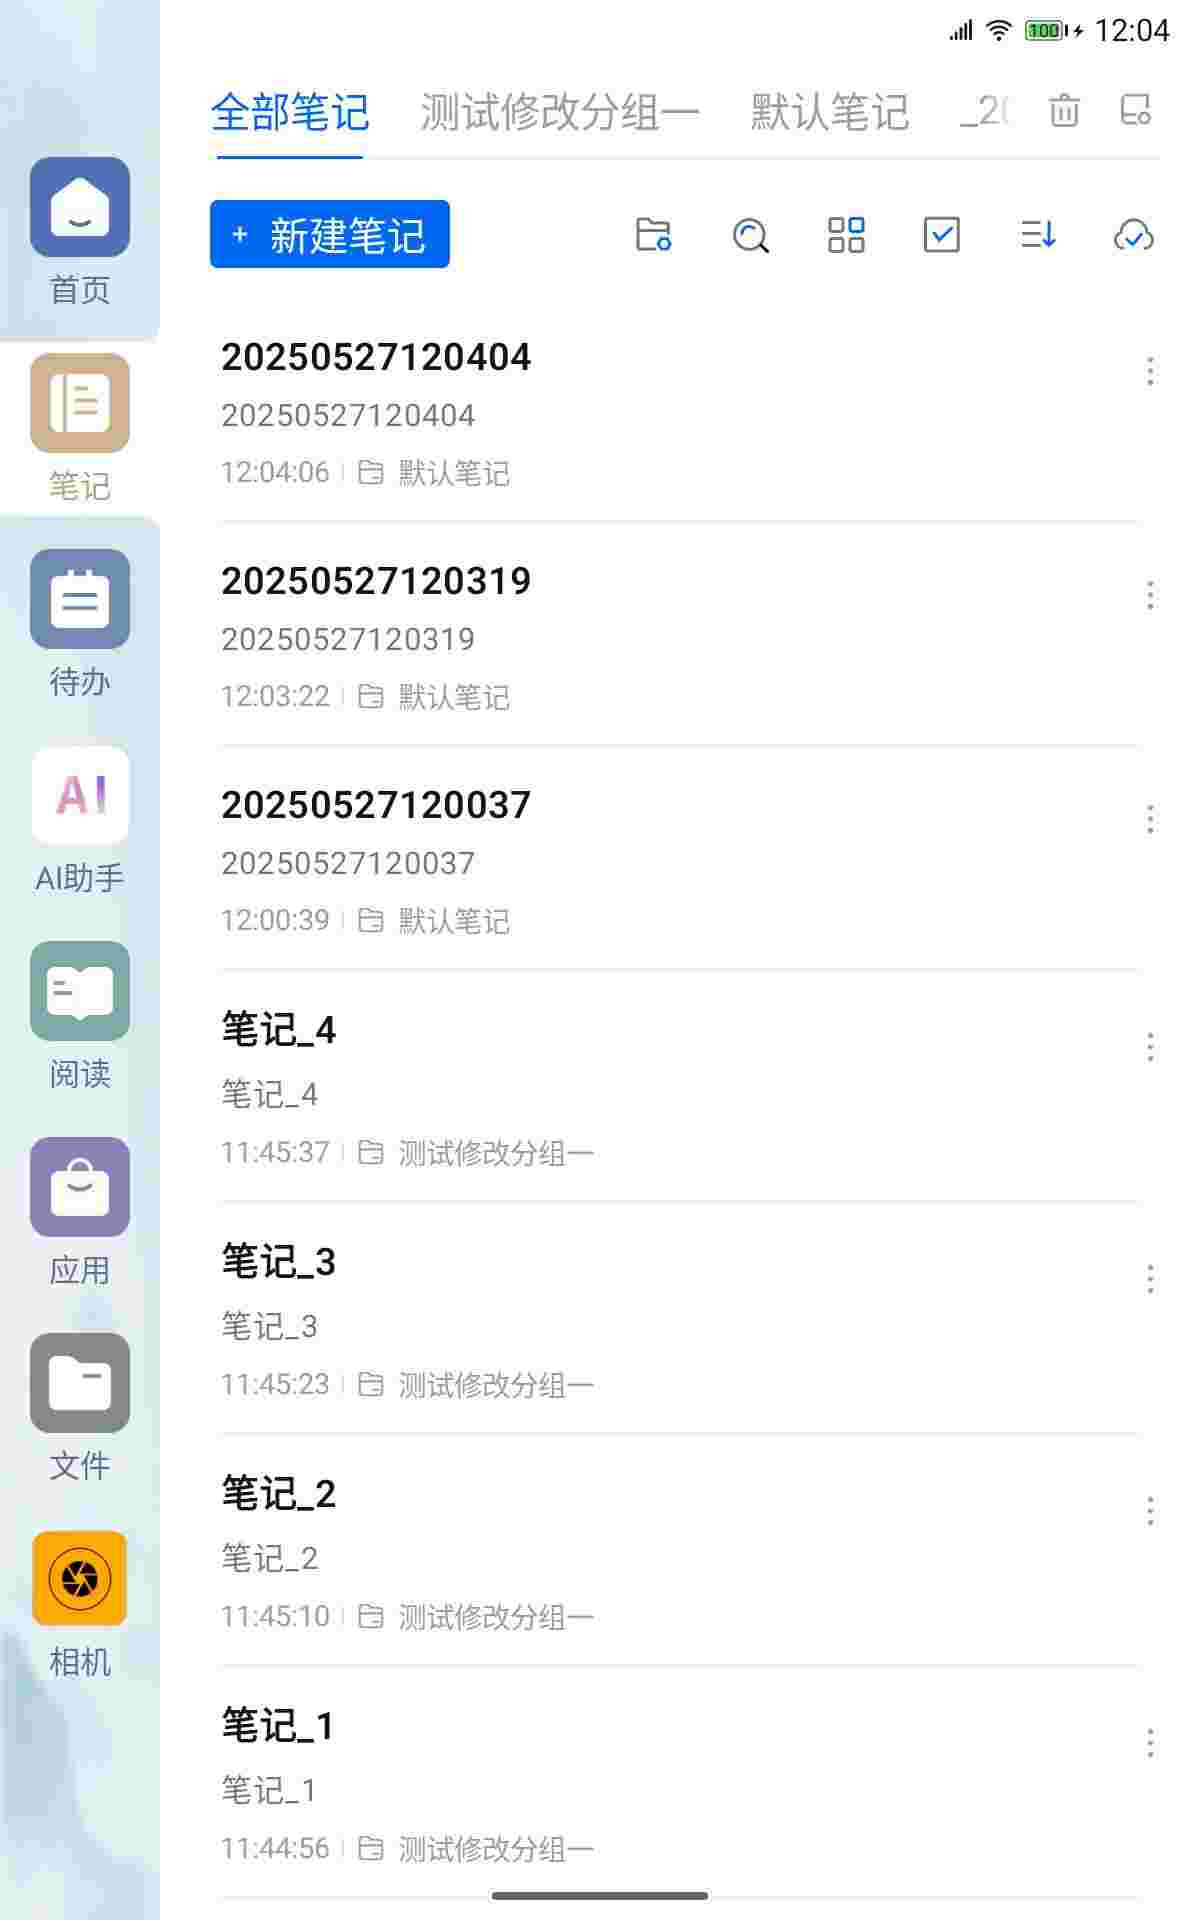 100 12:04
全部笔记 测试修改分组一 默认笔记 _20
+ 新建笔记
首页
笔记
待办
AI
AI助手
阅读
应用
文件
相机
20250527120404
20250527120404
12:04:06 默认笔记
20250527120319
20250527120319
12:03:22 默认笔记
20250527120037
20250527120037
12:00:39 默认笔记
笔记_4
笔记_4
11:45:37 测试修改分组一
笔记_3
笔记_3
11:45:23 测试修改分组一
笔记_2
笔记_2
11:45:10 测试修改分组一
笔记_1
笔记_1
11:44:56 测试修改分组一